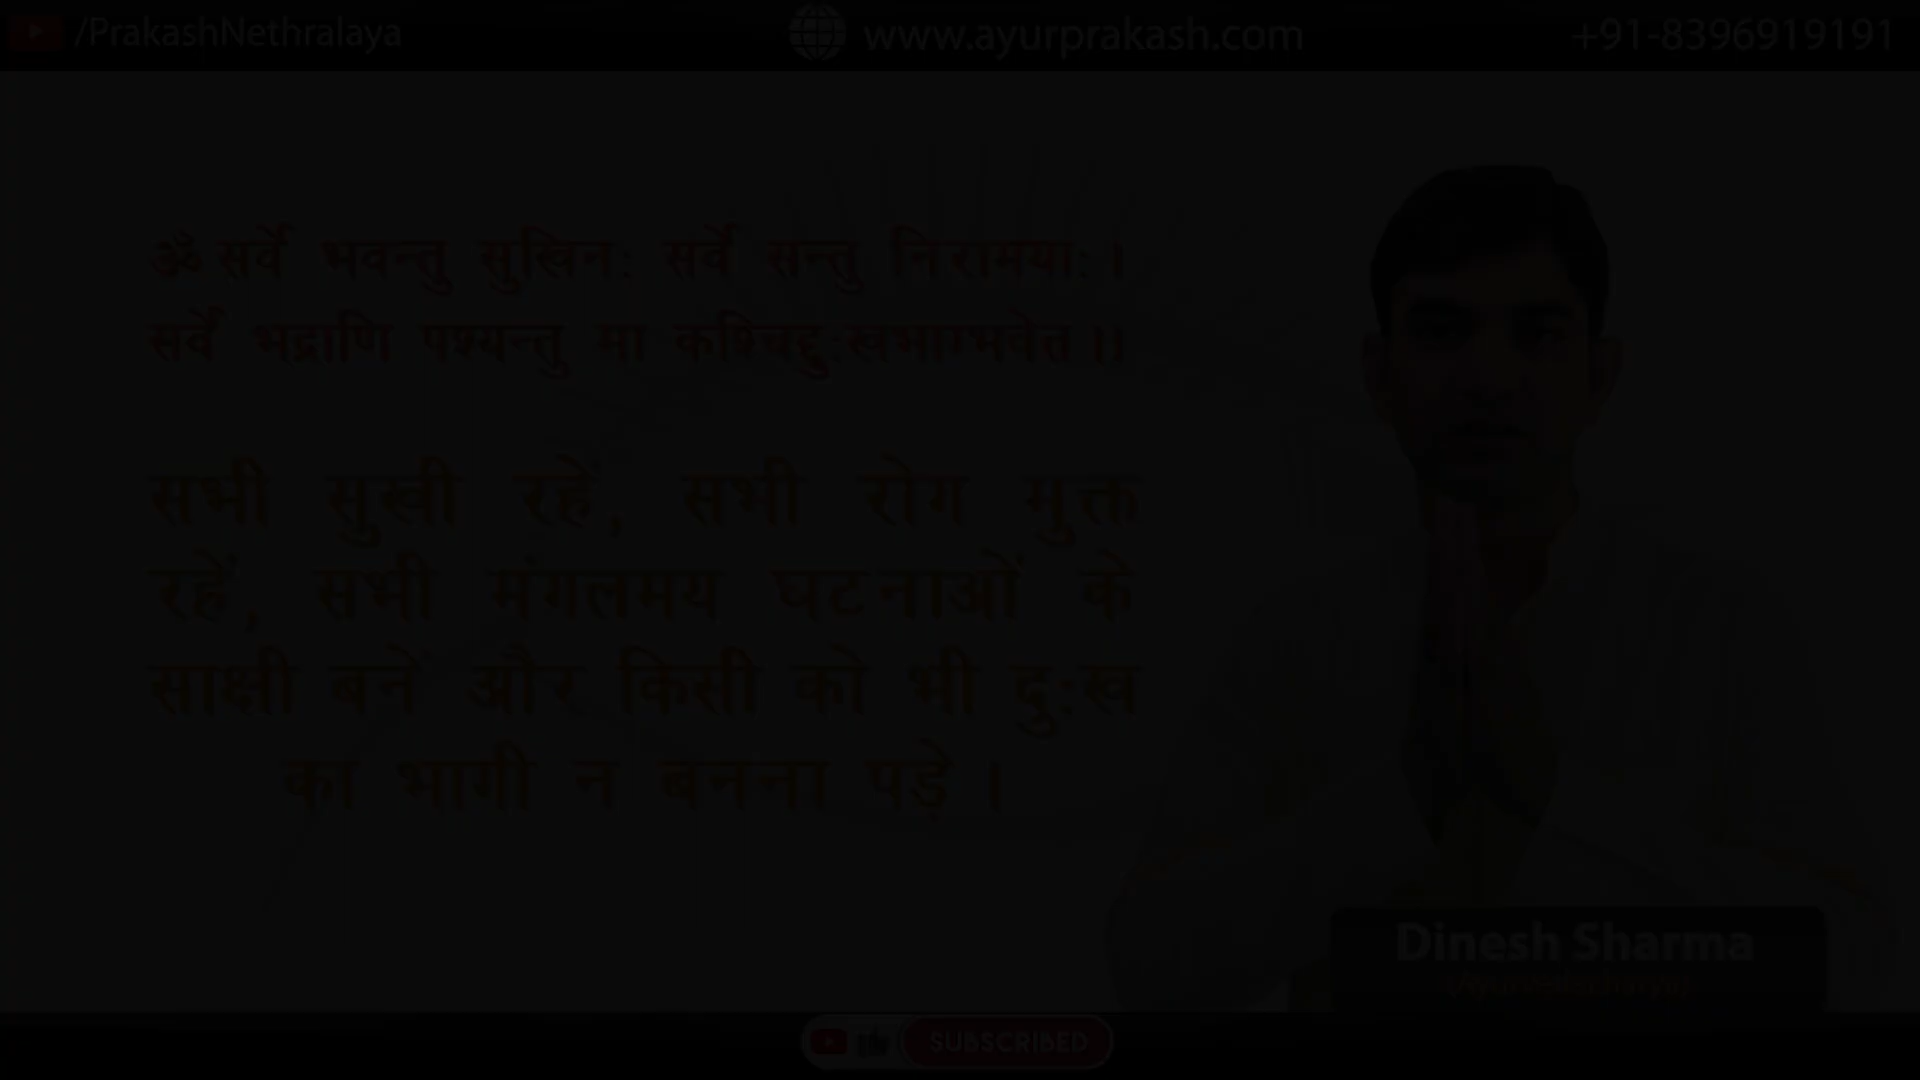 /PrakashNethralaya
www.ayurprakash.com
+91-8396919191
ॐ सर्वे भवन्तु सुखिनः सर्वे सन्तु निरामयाः।
सर्वे भद्राणि पश्यन्तु मा कश्चिद्दुःखभाग्भवेत।।
सभी सुखी रहें, सभी रोग मुक्त
रहें, सभी मंगलमय घटनाओं के
साक्षी बनें और किसी को भी दुःख
का भागी न बनना पड़े ।
Dinesh Sharma
SUBSCRIBED